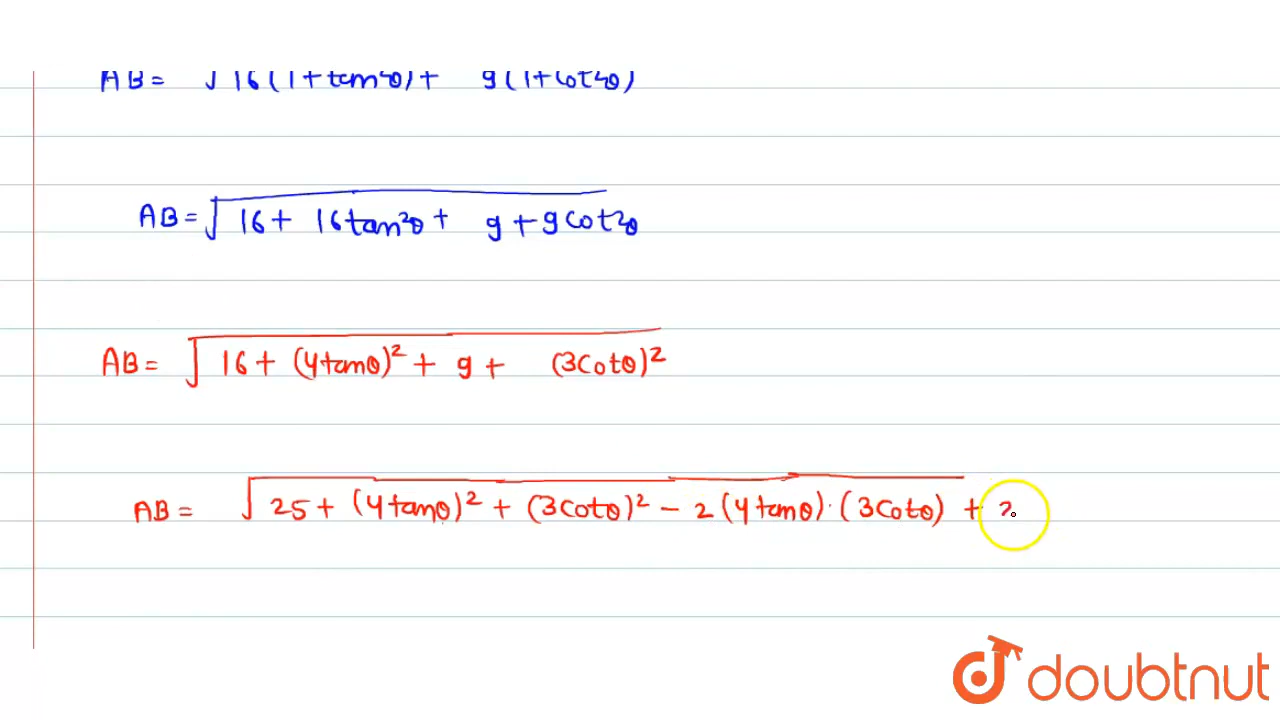 AB = √16(1+tan²θ) + 9(1+cot²θ)
AB = √16 + 16tan²θ + 9 + 9cot²θ
AB = √16 + (4tanθ)² + 9 + (3cotθ)²
AB = √25 + (4tanθ)² + (3cotθ)² - 2(4tanθ)·(3cotθ) + 2
doubtnut